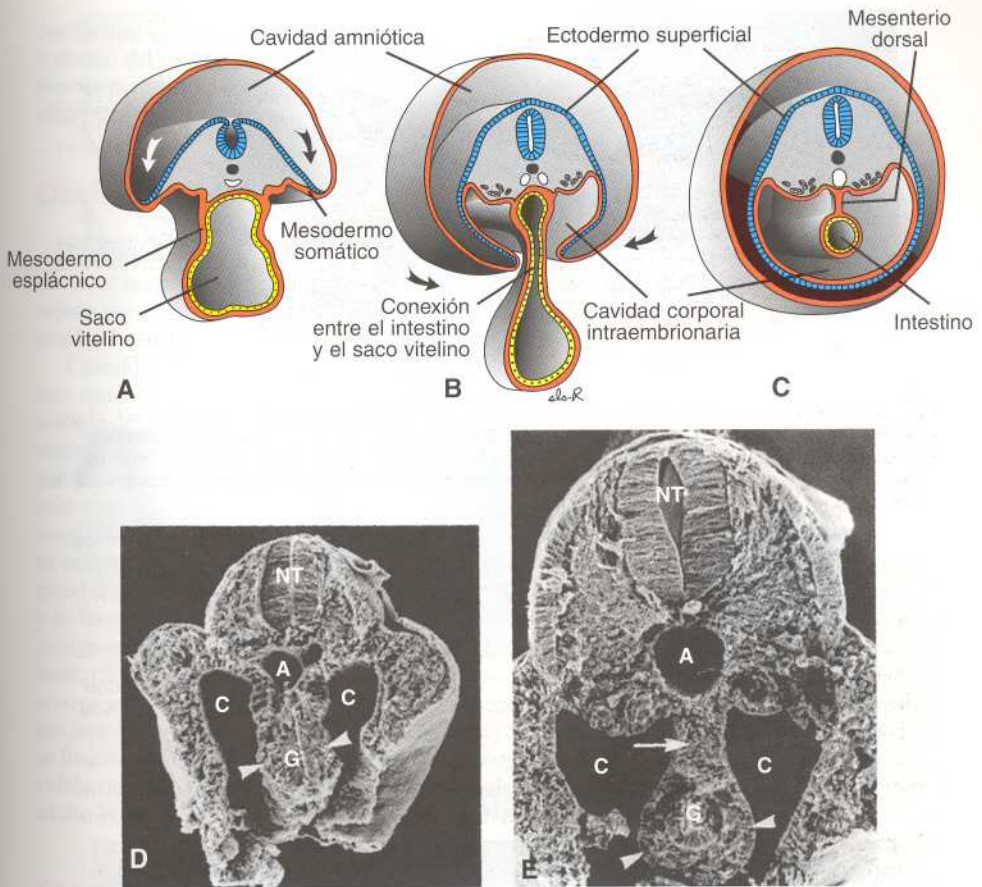 Cavidad amniótica
Ectodermo superficial
Mesenterio
dorsal
Mesodermo
esplácnico
Mesodermo
somático
Saco
vitelino
Conexión
entre el intestino
y el saco vitelino
Cavidad corporal
intraembrionaria
Intestino
A
B
C
sls-R
NT
A
C
C
G
D
NT
A
C
C
G
E